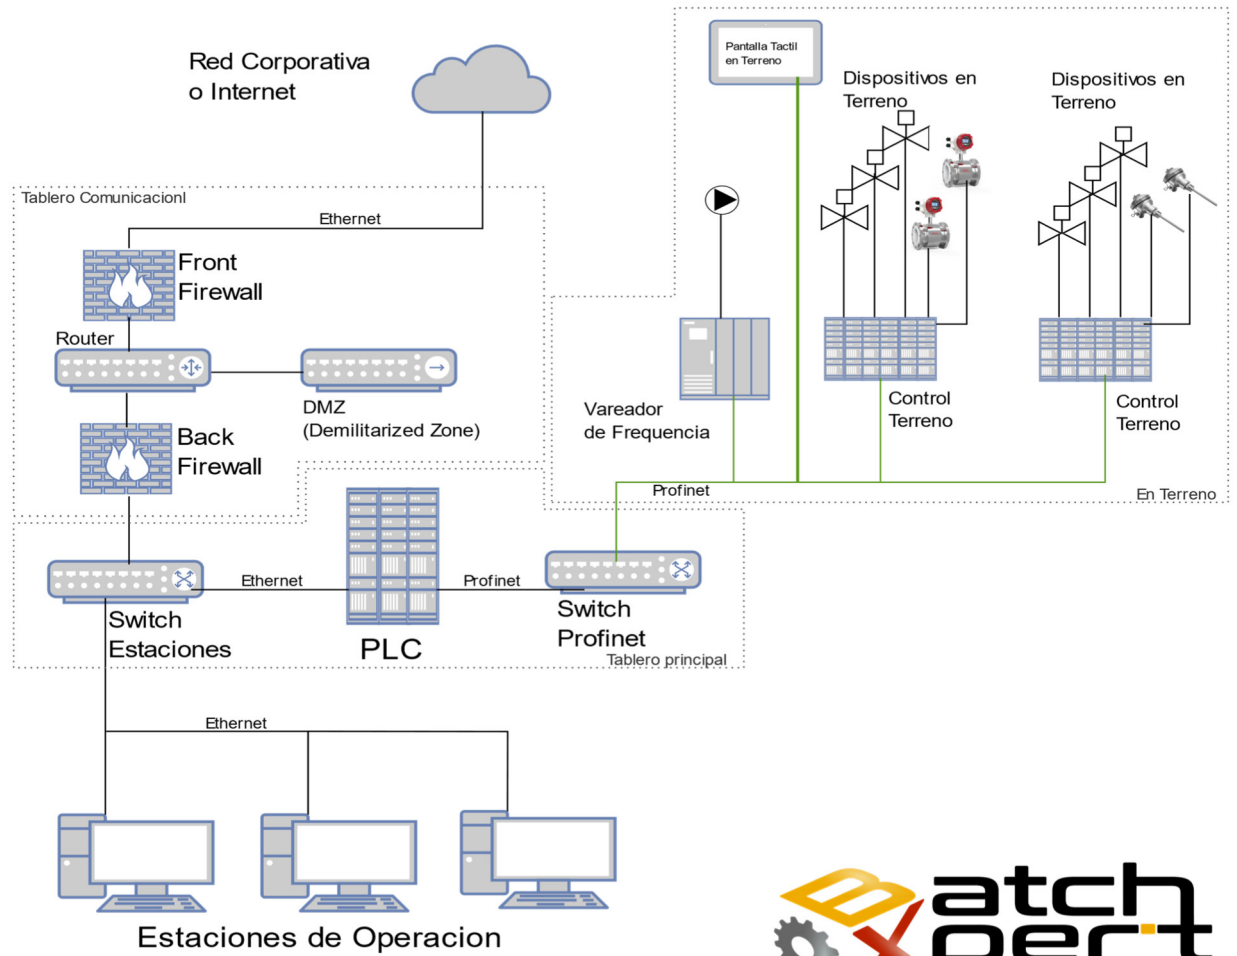 Red Corporativa
o Internet
Pantalla Tactil
en Terreno
Dispositivos en
Terreno
Dispositivos en
Terreno
Tablero Comunicacionl
Ethernet
Front
Firewall
Router
DMZ
(Demilitarized Zone)
Back
Firewall
Vareador
de Frequencia
Control
Terreno
Control
Terreno
Profinet
En Terreno
Ethernet
Profinet
Switch
Estaciones
PLC
Switch
Profinet
Tablero principal
Ethernet
Estaciones de Operacion
Batch
Xpert